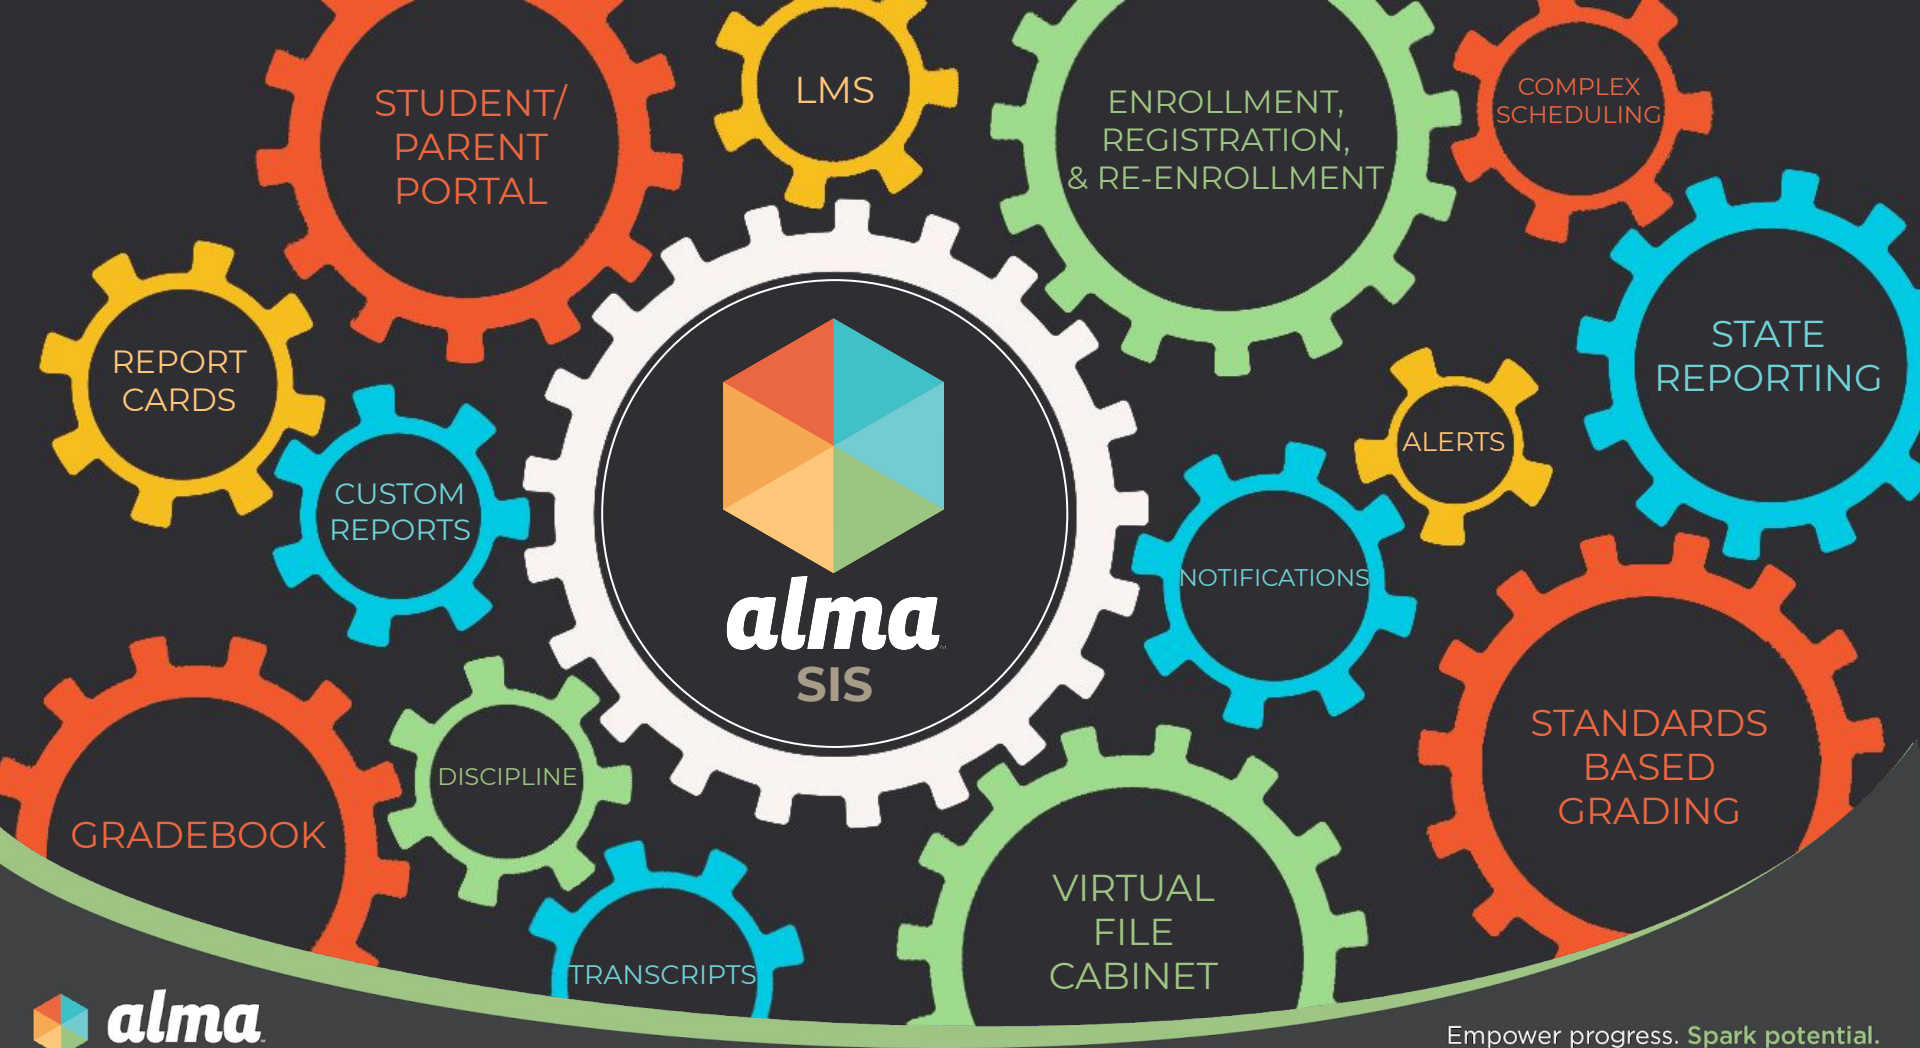 STUDENT/
PARENT
PORTAL
LMS
ENROLLMENT,
REGISTRATION,
& RE-ENROLLMENT
COMPLEX
SCHEDULING
REPORT
CARDS
CUSTOM
REPORTS
STATE
REPORTING
ALERTS
NOTIFICATIONS
alma
SIS
DISCIPLINE
GRADEBOOK
TRANSCRIPTS
VIRTUAL
FILE
CABINET
STANDARDS
BASED
GRADING
alma
Empower progress. Spark potential.